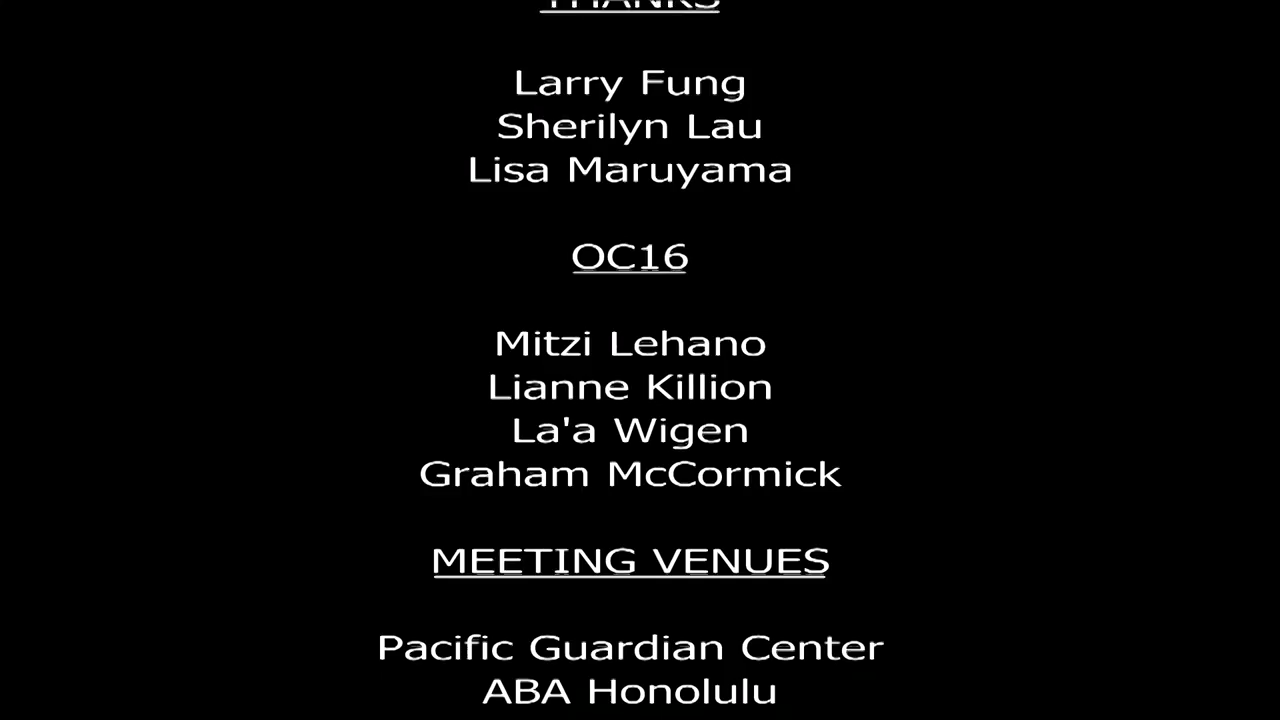 THANKS
Larry Fung
Sherilyn Lau
Lisa Maruyama
OC16
Mitzi Lehano
Lianne Killion
La'a Wigen
Graham McCormick
MEETING VENUES
Pacific Guardian Center
ABA Honolulu